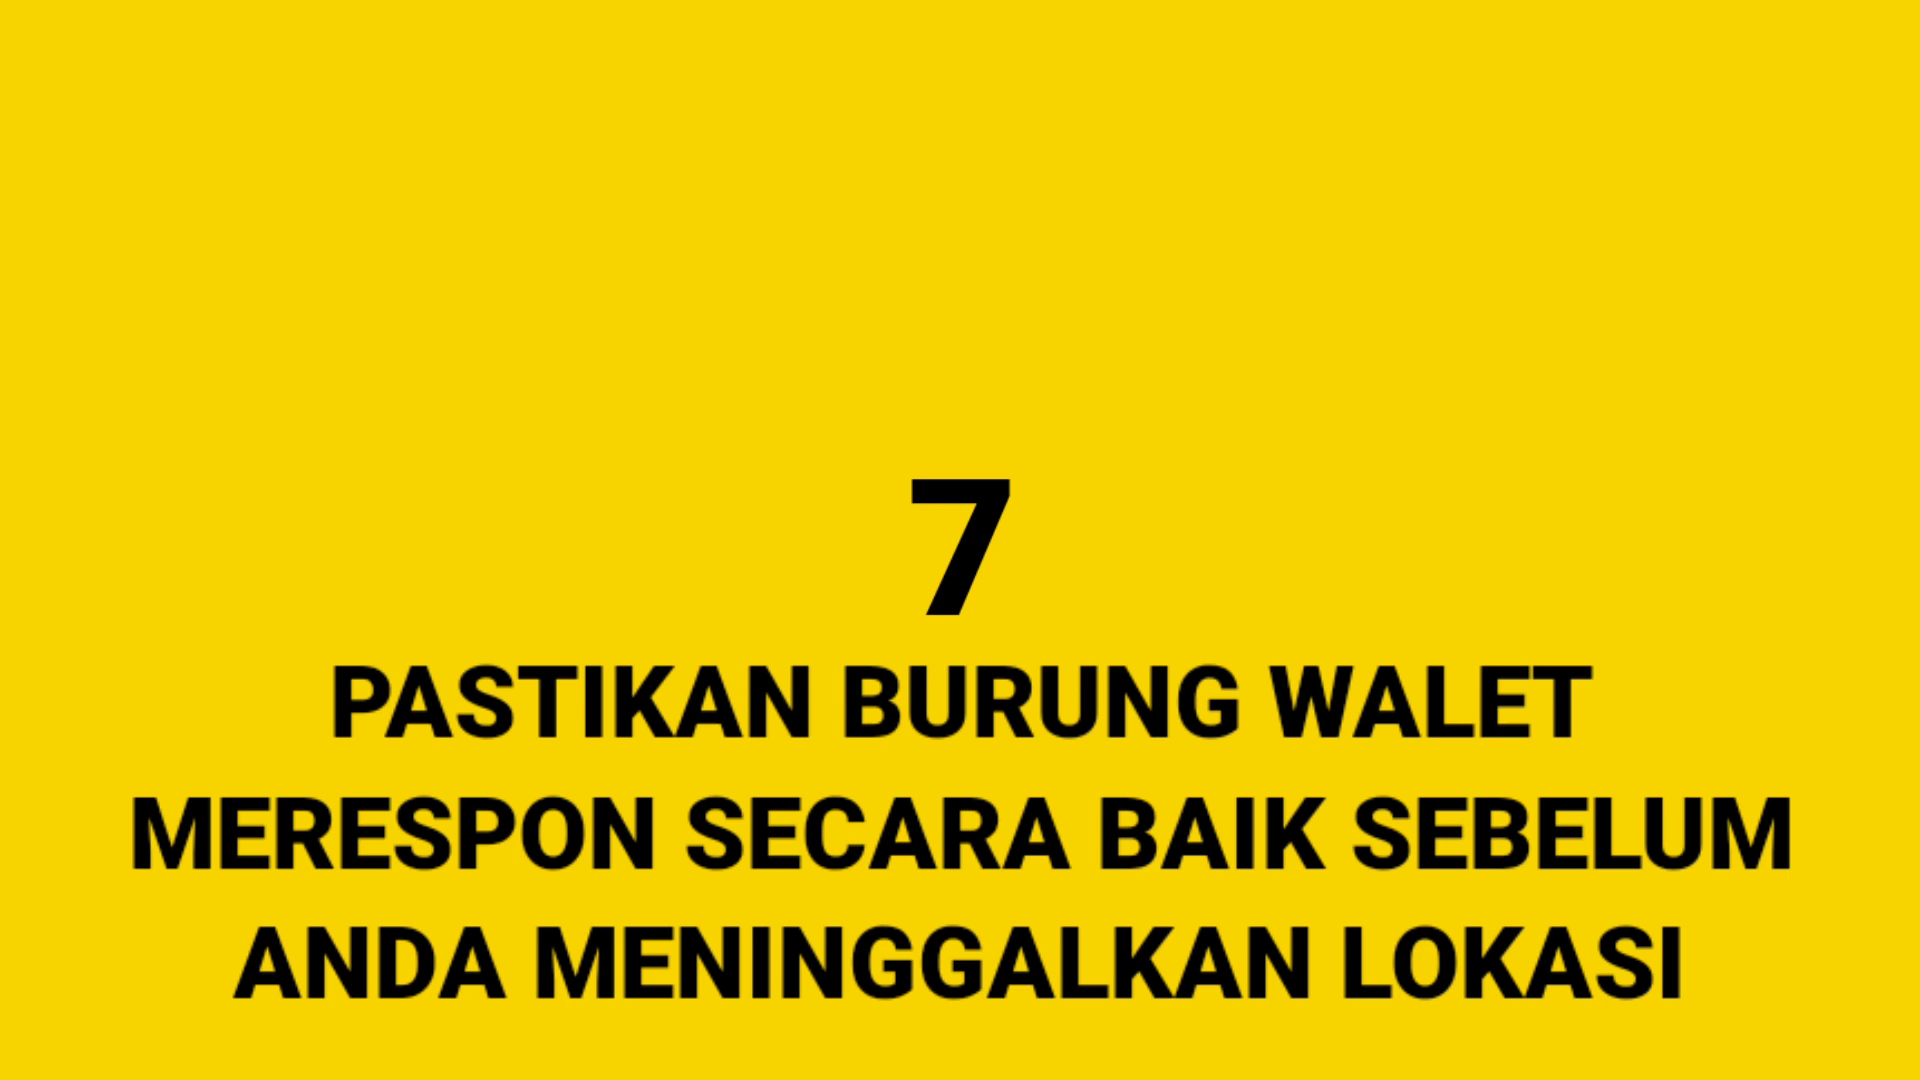 7
PASTIKAN BURUNG WALET
MERESPON SECARA BAIK SEBELUM
ANDA MENINGGALKAN LOKASI